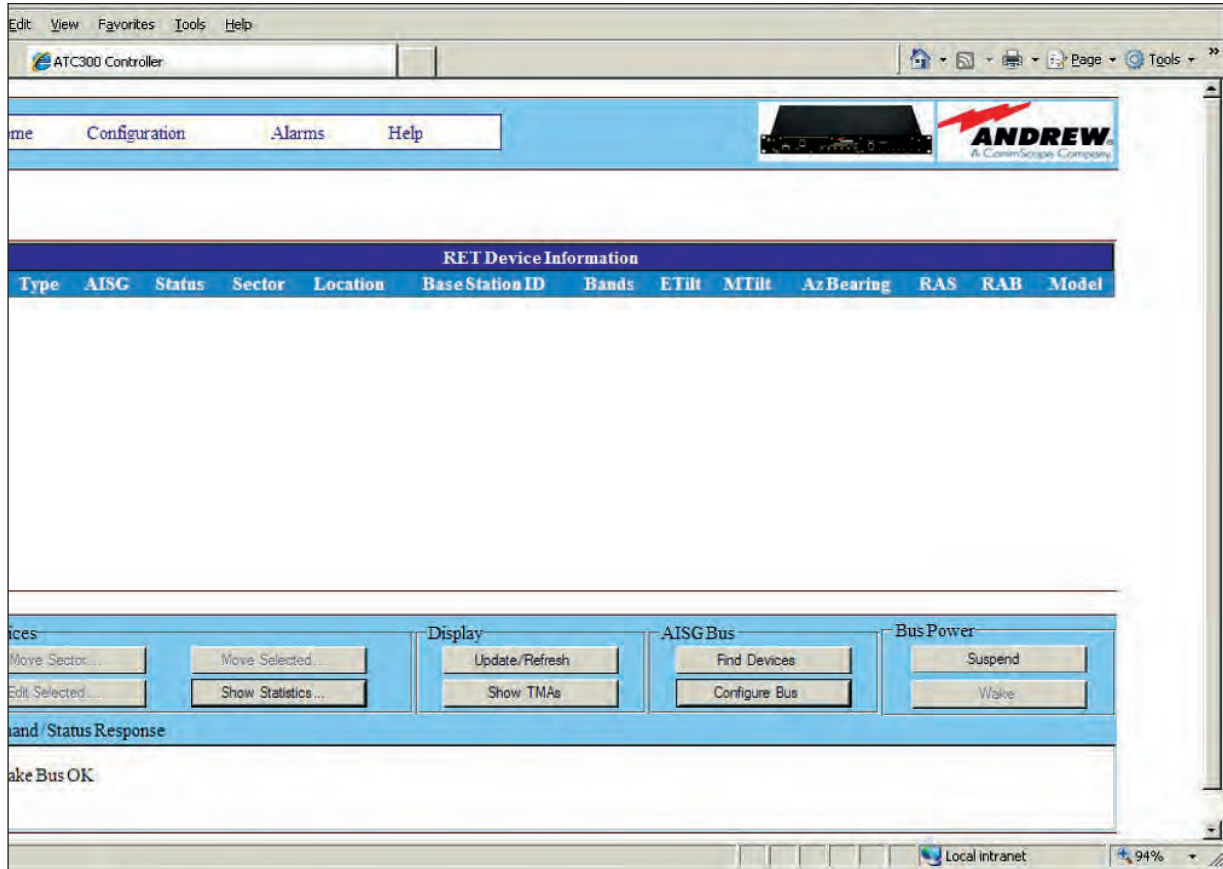 Edit View Favorites Tools Help
ATC300 Controller
Page Tools »
ome Configuration Alarms Help
ANDREW.
A CommScope Company
RET Device Information
Type AISG Status Sector Location Base Station ID Bands ETilt MTilt Az Bearing RAS RAB Model
ices Display AISG Bus Bus Power
Move Sector... Move Selected... Update/Refresh Find Devices Suspend
Edit Selected... Show Statistics... Show TMAs Configure Bus Wake
and/Status Response
ake Bus OK
Local intranet 94%